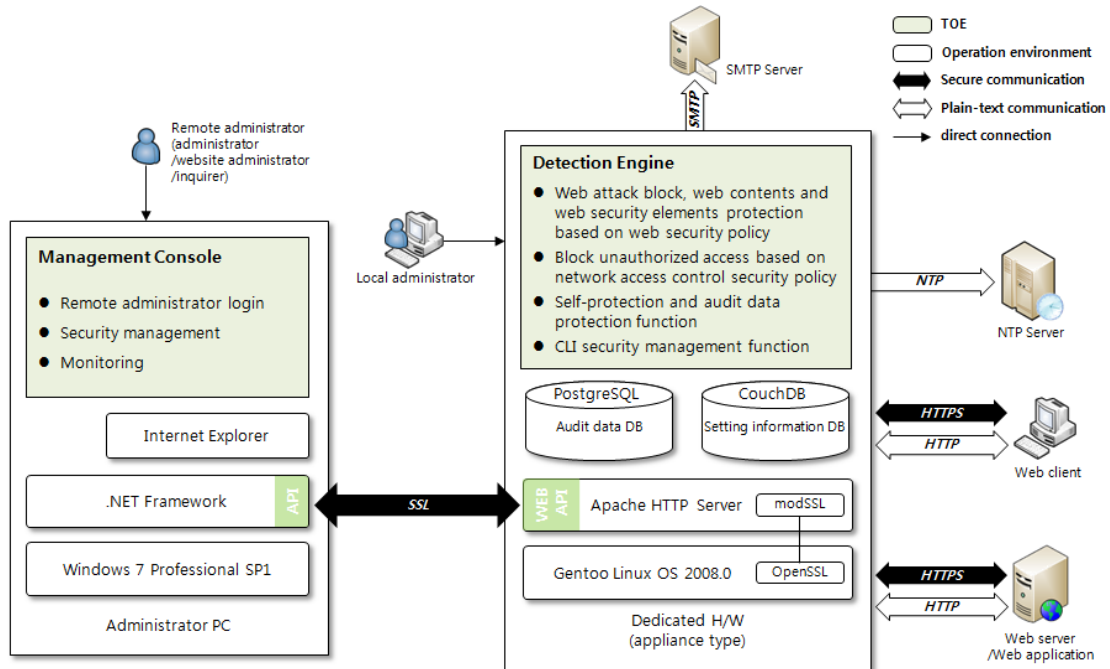 SMTP Server
TOE
Operation environment
Secure communication
Plain-text communication
direct connection
SMTP
Remote administrator
(administrator
/website administrator
/inquirer)
Management Console
● Remote administrator login
● Security management
● Monitoring
Internet Explorer
.NET Framework
API
Windows 7 Professional SP1
Administrator PC
Local administrator
SSL
Detection Engine
● Web attack block, web contents and
web security elements protection
based on web security policy
● Block unauthorized access based on
network access control security policy
● Self-protection and audit data
protection function
● CLI security management function
PostgreSQL
Audit data DB
CouchDB
Setting information DB
WEB
API
Apache HTTP Server
modSSL
Gentoo Linux OS 2008.0
OpenSSL
Dedicated H/W
(appliance type)
NTP
NTP Server
HTTPS
HTTP
Web client
HTTPS
HTTP
Web server
/Web application